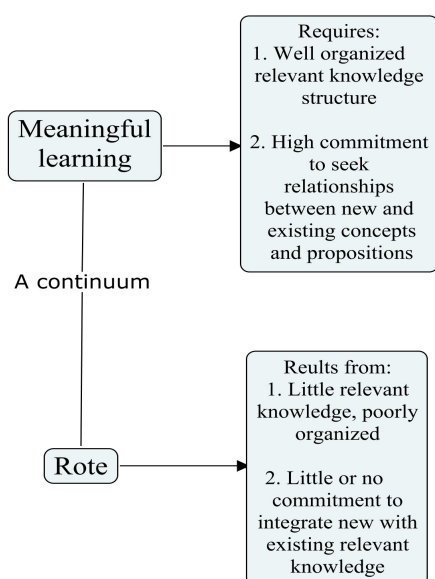 Requires:
1. Well organized
relevant knowledge
structure
2. High commitment
to seek
relationships
between new and
existing concepts
and propositions
Meaningful
learning
A continuum
Reults from:
1. Little relevant
knowledge, poorly
organized
2. Little or no
commitment to
integrate new with
existing relevant
knowledge
Rote